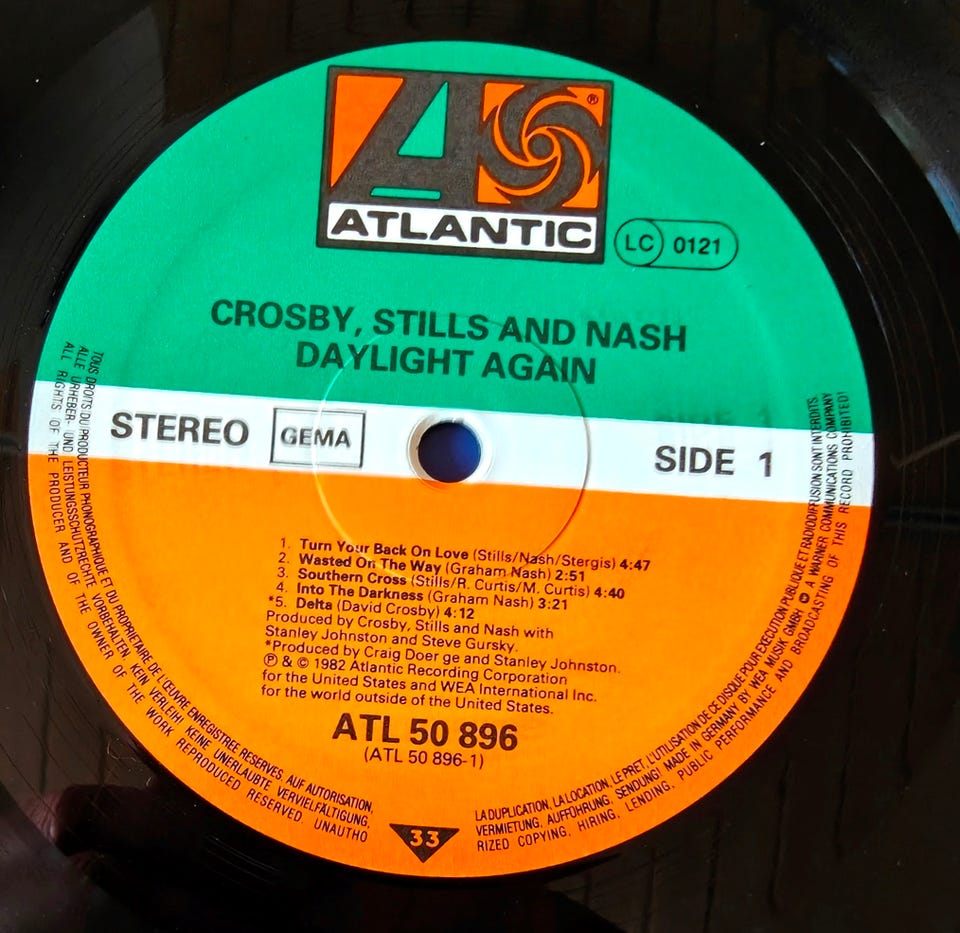 ATLANTIC
®
LC 0121
CROSBY, STILLS AND NASH
DAYLIGHT AGAIN
STEREO GEMA SIDE 1
1. Turn Your Back On Love (Stills/Nash/Stergis) 4:47
2. Wasted On The Way (Graham Nash) 2:51
3. Southern Cross (Stills/R. Curtis/M. Curtis) 4:40
4. Into The Darkness (Graham Nash) 3:21
*5. Delta (David Crosby) 4:12
Produced by Crosby, Stills and Nash with
Stanley Johnston and Steve Gursky.
*Produced by Craig Doer ge and Stanley Johnston.
℗ & © 1982 Atlantic Recording Corporation
for the United States and WEA International Inc.
for the world outside of the United States.
ATL 50 896
(ATL 50 896-1)
33
TOUS DROITS DU PRODUCTEUR PHONOGRAPHIQUE ET DU PROPRIETAIRE DE L'ŒUVRE ENREGISTREE RESERVES. AUF AUTORISATION,
ALLE URHEBER- UND LEISTUNGSSCHUTZRECHTE VORBEHALTEN. KEIN VERLEIH! KEINE UNERLAUBTE VERVIELFÄLTIGUNG,
ALL RIGHTS OF THE PRODUCER AND OF THE OWNER OF THE WORK REPRODUCED RESERVED UNAUTHO
LA DUPLICATION, LA LOCATION, LE PRET, L'UTILISATION DE CE DISQUE POUR EXECUTION PUBLIQUE ET RADIODIFFUSION SONT INTERDITS.
VERMIETUNG, AUFFÜHRUNG, SENDUNG! MADE IN GERMANY BY WEA MUSIK GMBH A WARNER COMMUNICATIONS COMPANY
RIZED COPYING, HIRING, LENDING, PUBLIC PERFORMANCE AND BROADCASTING OF THIS RECORD PROHIBITED!